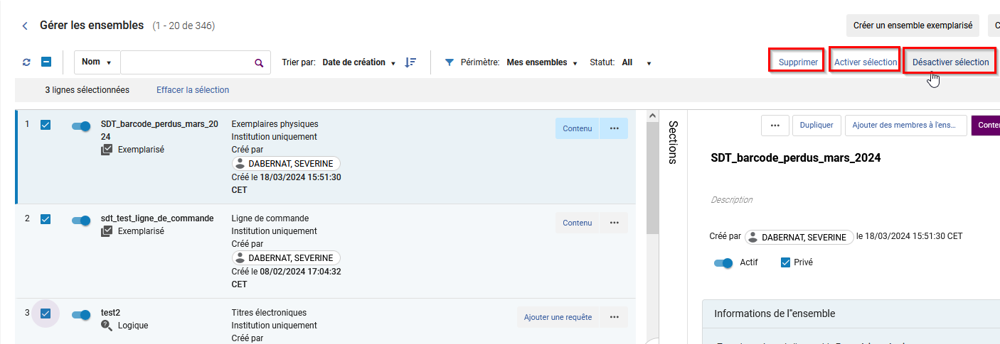 Gérer les ensembles (1 - 20 de 346)
Créer un ensemble exemplarisé
C
Nom
Trier par: Date de création
Périmètre: Mes ensembles
Statut: All
Supprimer
Activer sélection
Désactiver sélection
3 lignes sélectionnées
Effacer la sélection
1
SDT_barcode_perdus_mars_20
24
Exemplarisé
Exemplaires physiques
Institution uniquement
Créé par
DABERNAT, SEVERINE
Créé le 18/03/2024 15:51:30
CET
Contenu
2
sdt_test_ligne_de_commande
Exemplarisé
Ligne de commande
Institution uniquement
Créé par
DABERNAT, SEVERINE
Créé le 08/02/2024 17:04:32
CET
Contenu
3
test2
Logique
Titres électroniques
Institution uniquement
Créé par
Ajouter une requête
Sections
Dupliquer
Ajouter des membres à l'ens...
Conten
SDT_barcode_perdus_mars_2024
Description
Créé par DABERNAT, SEVERINE le 18/03/2024 15:51:30 CET
Actif
Privé
Informations de l"ensemble